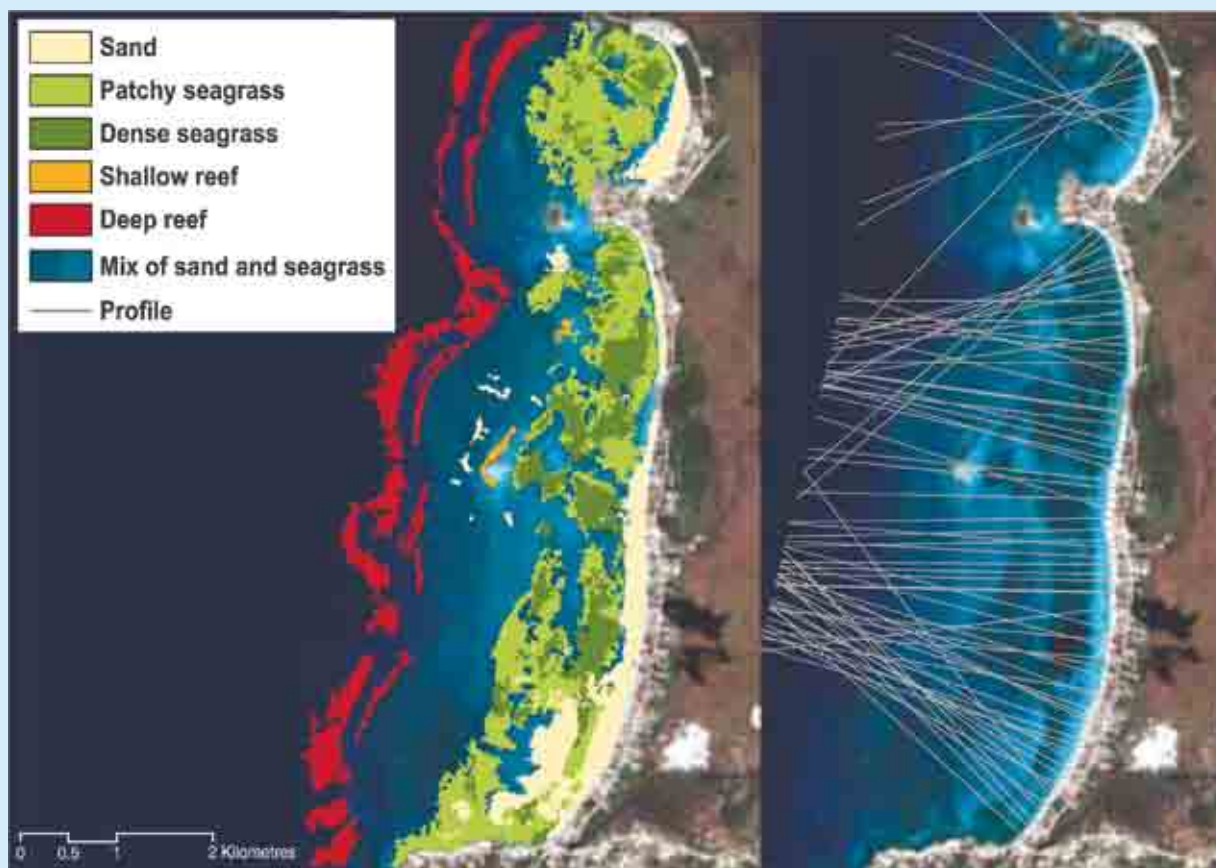 Sand
Patchy seagrass
Dense seagrass
Shallow reef
Deep reef
Mix of sand and seagrass
Profile
0 0.5 1 2 Kilometres